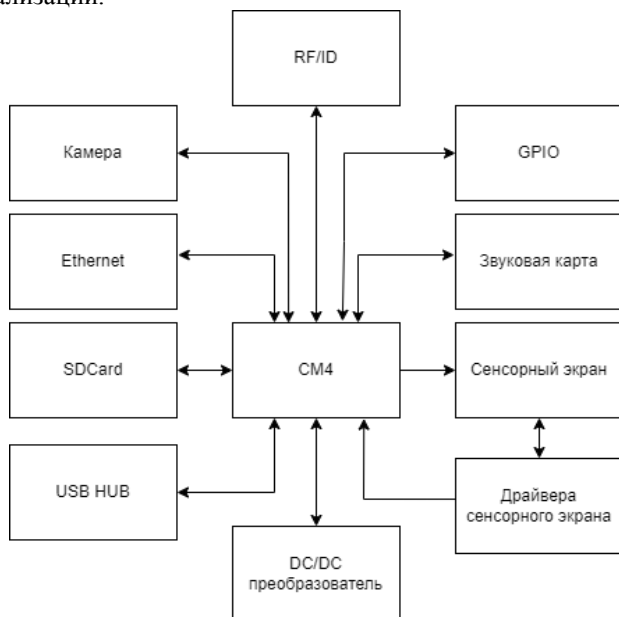 RF/ID
Камера
GPIO
Ethernet
Звуковая карта
SDCard
CM4
Сенсорный экран
USB HUB
Драйвера
сенсорного экрана
DC/DC
преобразователь